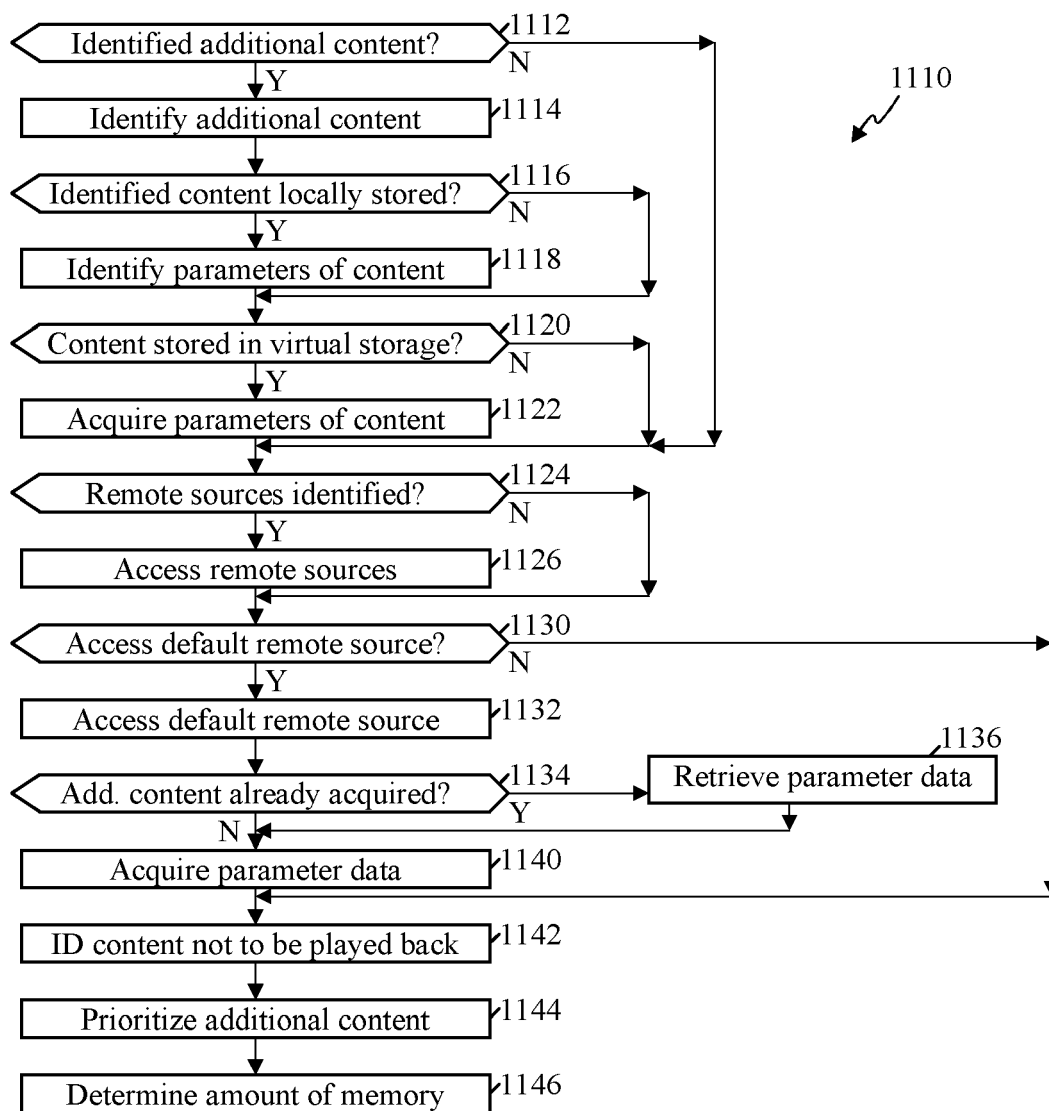 Identified additional content?
1112
N
Y
1110
Identify additional content
1114
Identified content locally stored?
1116
N
Y
Identify parameters of content
1118
Content stored in virtual storage?
1120
N
Y
Acquire parameters of content
1122
Remote sources identified?
1124
N
Y
Access remote sources
1126
Access default remote source?
1130
N
Y
Access default remote source
1132
1136
Add. content already acquired?
1134
Retrieve parameter data
Y
N
Acquire parameter data
1140
ID content not to be played back
1142
Prioritize additional content
1144
Determine amount of memory
1146